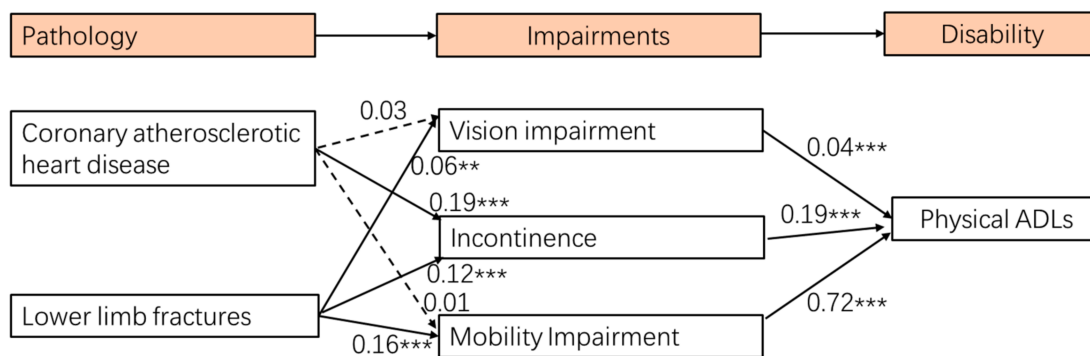 Pathology
Impairments
Disability
0.03
Coronary atherosclerotic
heart disease
Vision impairment
0.06**
0.04***
0.19***
Incontinence
0.19***
Physical ADLs
0.12***
0.01
Lower limb fractures
0.16***
Mobility Impairment
0.72***